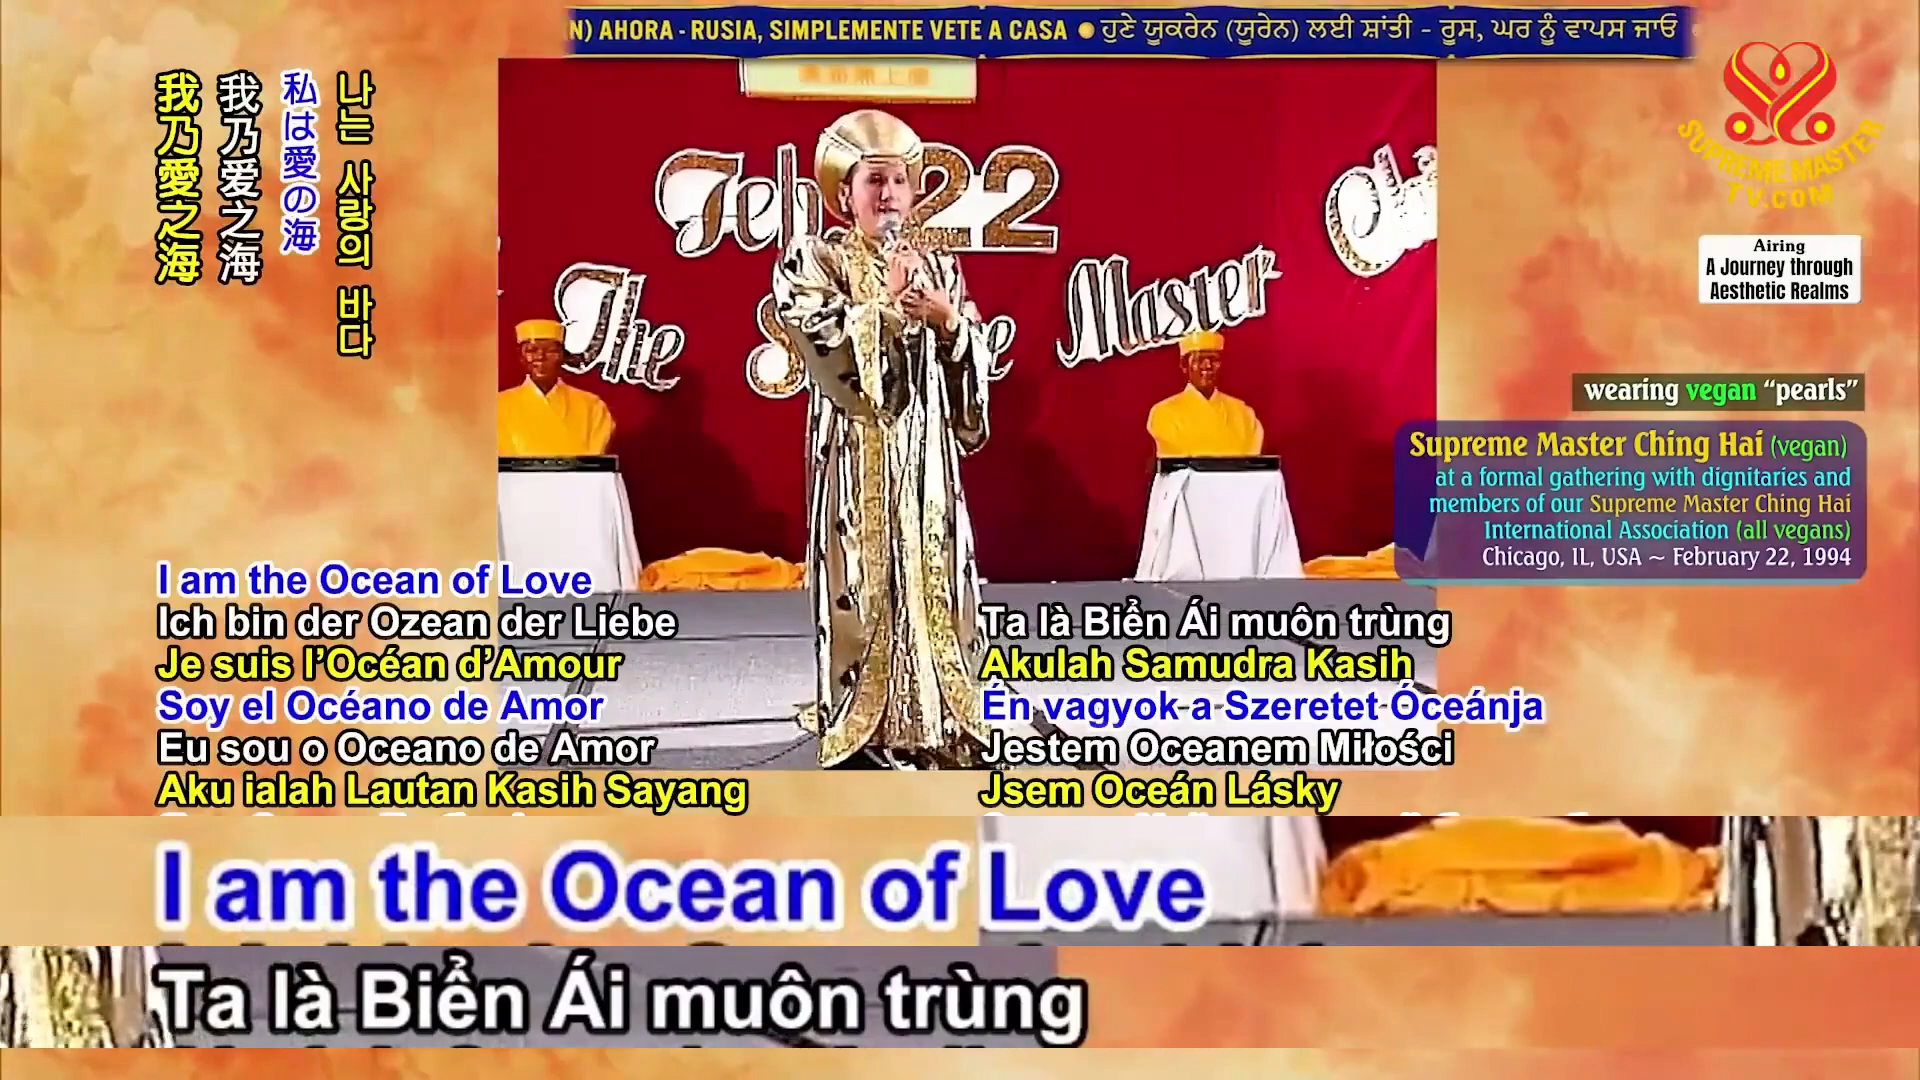 N) AHORA - RUSIA, SIMPLEMENTE VETE A CASA ● ਹੁਣੇ ਯੂਕਰੇਨ (ਯੂਰੇਨ) ਲਈ ਸ਼ਾਂਤੀ - ਰੂਸ, ਘਰ ਨੂੰ ਵਾਪਸ ਜਾਓ
我乃愛之海
我乃爱之海
私は愛の海
나는 사랑의 바다
Feb. 22
The
Master
SUPREME MASTER
TV.COM
Airing
A Journey through
Aesthetic Realms
wearing vegan “pearls”
Supreme Master Ching Hai (vegan)
at a formal gathering with dignitaries and
members of our Supreme Master Ching Hai
International Association (all vegans)
Chicago, IL, USA ~ February 22, 1994
I am the Ocean of Love
Ich bin der Ozean der Liebe
Je suis l’Océan d’Amour
Soy el Océano de Amor
Eu sou o Oceano de Amor
Aku ialah Lautan Kasih Sayang
Ta là Biển Ái muôn trùng
Akulah Samudra Kasih
Én vagyok a Szeretet Óceánja
Jestem Oceanem Miłości
Jsem Oceán Lásky
I am the Ocean of Love
Ta là Biển Ái muôn trùng